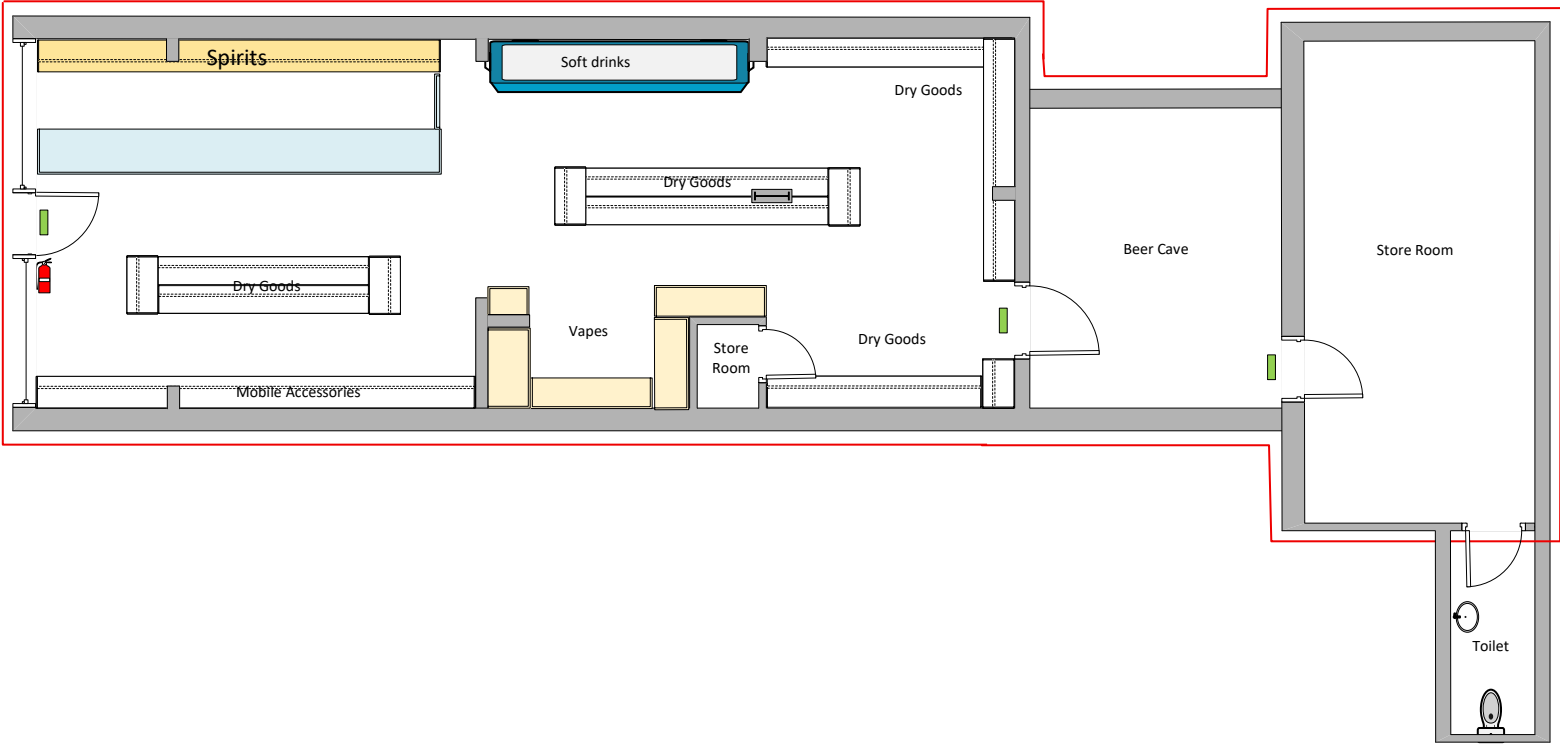 Spirits
Soft drinks
Dry Goods
Dry Goods
Beer Cave
Store Room
Dry Goods
Vapes
Dry Goods
Store
Room
Mobile Accessories
Toilet